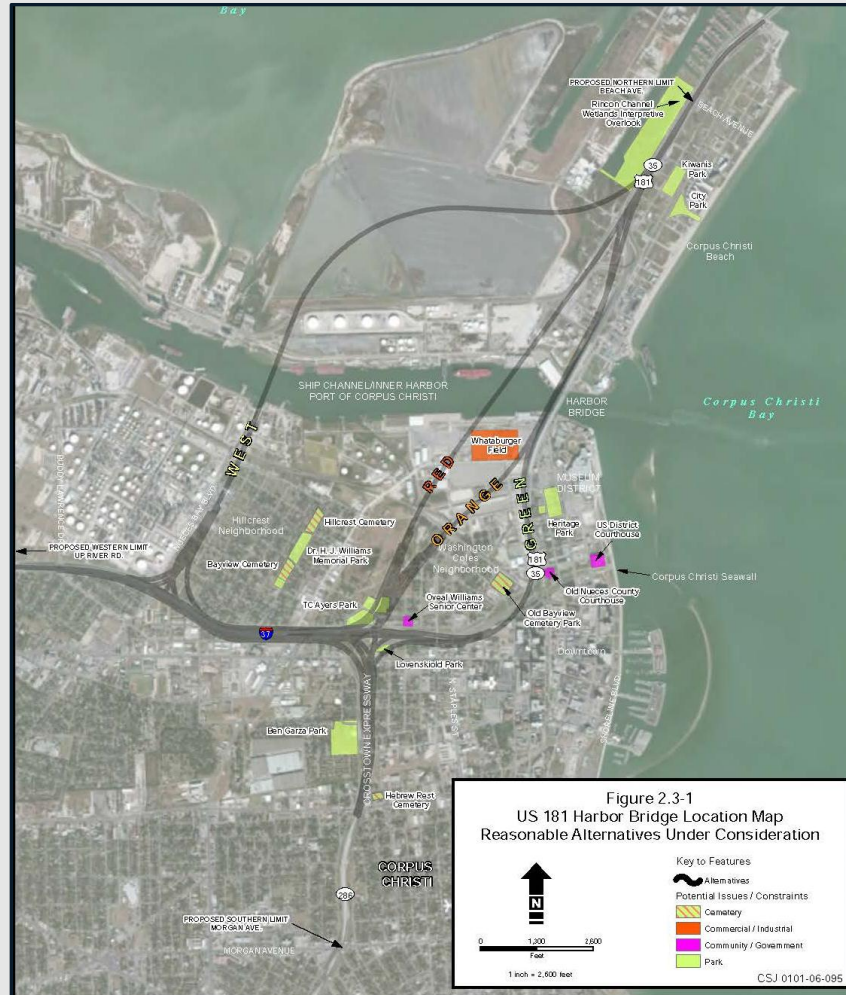 Bay
PROPOSED NORTHERN LIMIT
BEACH AVE.
Rincon Channel
Wetlands Interpretive
Overlook
BEACH AVENUE
35
181
Kiwanis
Park
City
Park
Corpus Christi
Beach
SHIP CHANNEL/INNER HARBOR
PORT OF CORPUS CHRISTI
HARBOR
BRIDGE
Corpus Christi
Bay
WEST
RED
ORANGE
GREEN
Whataburger
Field
MUSEUM
DISTRICT
Heritage
Park
US District
Courthouse
NUECES BAY BLVD
Hillcrest
Neighborhood
Hillcrest Cemetery
Dr. H. J. Williams
Memorial Park
Bayview Cemetery
PROPOSED WESTERN LIMIT
UP RIVER RD.
Washington
Coles
Neighborhood
181
35
Corpus Christi Seawall
Old Nueces County
Courthouse
Old Bayview
Cemetery Park
Oveal Williams
Senior Center
TC Ayers Park
37
Lovenskiold Park
Downtown
N. STAPLES ST
SHORELINE BLVD
CROSSTOWN EXPRESSWAY
Ben Garza Park
Hebrew Rest
Cemetery
CORPUS
CHRISTI
286
PROPOSED SOUTHERN LIMIT
MORGAN AVE.
MORGAN AVENUE
Figure 2.3-1
US 181 Harbor Bridge Location Map
Reasonable Alternatives Under Consideration
N
0 1,300 2,600
Feet
1 inch = 2,600 feet
Key to Features
Alternatives
Potential Issues / Constraints
Cemetery
Commercial / Industrial
Community / Government
Park
CSJ 0101-06-095